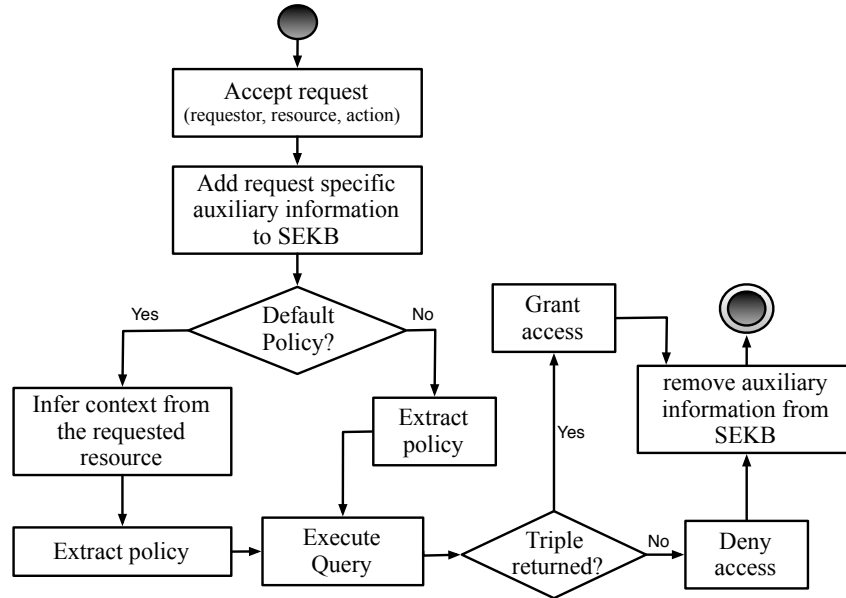 Accept request
(requestor, resource, action)
Add request specific
auxiliary information
to SEKB
Default
Policy?
Yes
No
Infer context from
the requested
resource
Extract
policy
Extract policy
Execute
Query
Triple
returned?
Yes
No
Grant
access
Deny
access
remove auxiliary
information from
SEKB